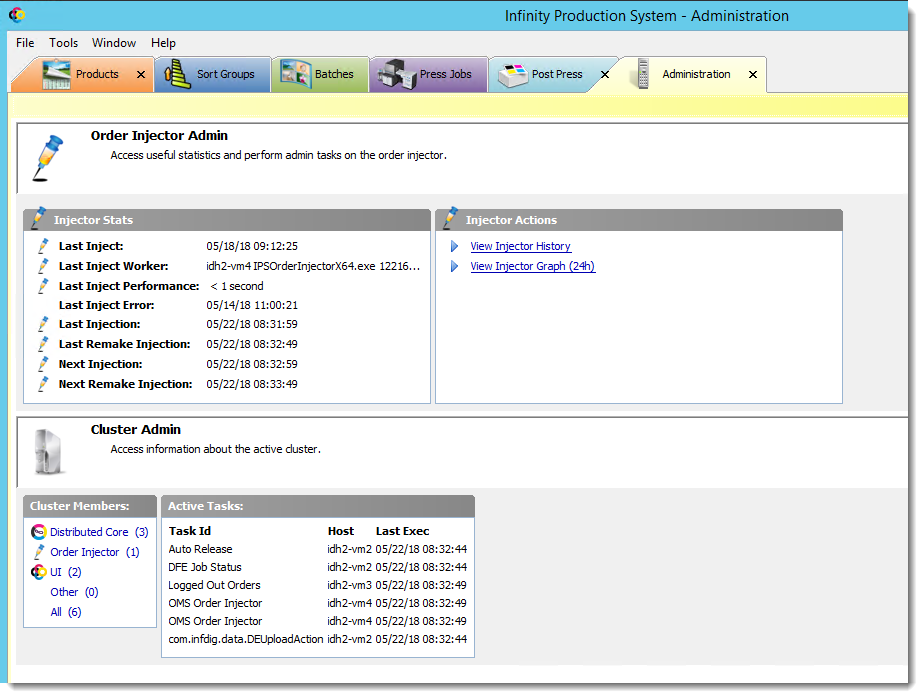 Infinity Production System - Administration
File Tools Window Help
Products Sort Groups Batches Press Jobs Post Press Administration
Order Injector Admin
Access useful statistics and perform admin tasks on the order injector.
Injector Stats
Last Inject: 05/18/18 09:12:25
Last Inject Worker: idh2-vm4 IPSOrderInjectorX64.exe 12216...
Last Inject Performance: < 1 second
Last Inject Error: 05/14/18 11:00:21
Last Injection: 05/22/18 08:31:59
Last Remake Injection: 05/22/18 08:32:49
Next Injection: 05/22/18 08:32:59
Next Remake Injection: 05/22/18 08:33:49
Injector Actions
View Injector History
View Injector Graph (24h)
Cluster Admin
Access information about the active cluster.
Cluster Members:
Distributed Core (3)
Order Injector (1)
UI (2)
Other (0)
All (6)
Active Tasks:
Task Id Host Last Exec
Auto Release idh2-vm2 05/22/18 08:32:44
DFE Job Status idh2-vm2 05/22/18 08:32:44
Logged Out Orders idh2-vm3 05/22/18 08:32:49
OMS Order Injector idh2-vm4 05/22/18 08:32:49
OMS Order Injector idh2-vm4 05/22/18 08:32:49
com.infdig.data.DEUploadAction idh2-vm2 05/22/18 08:32:44